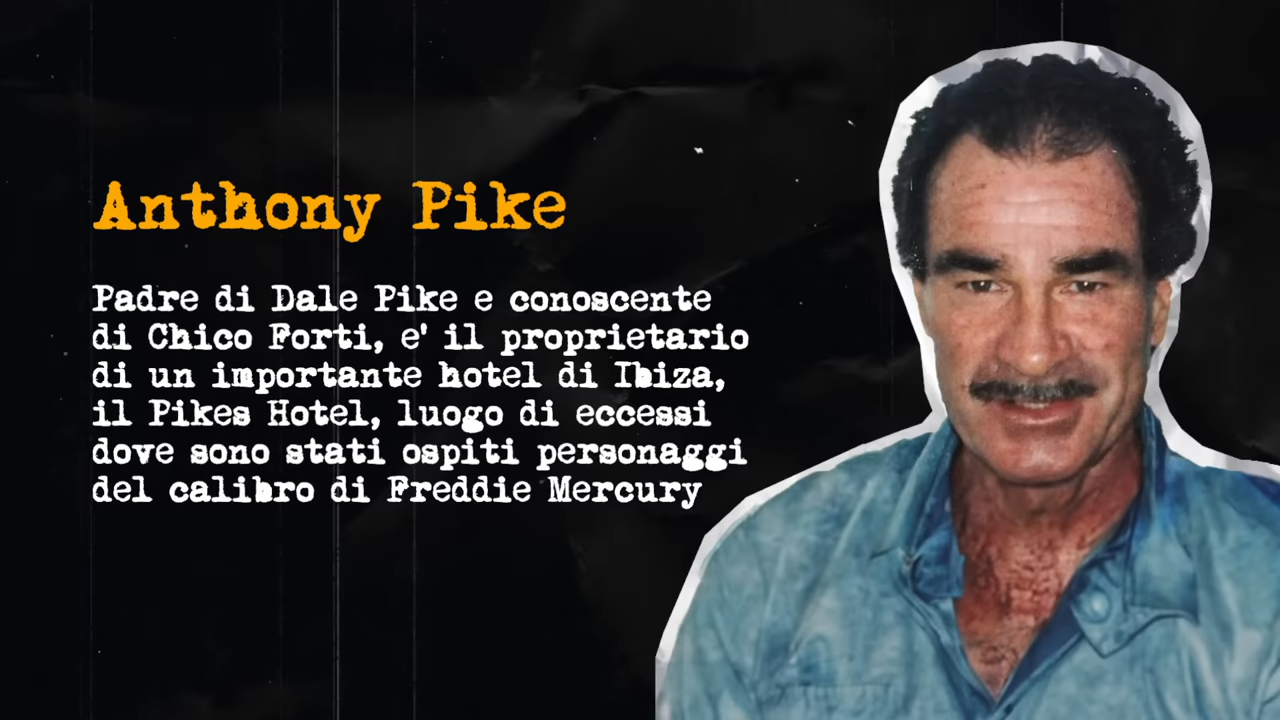 Anthony Pike
Padre di Dale Pike e conoscente
di Chico Forti, e' il proprietario
di un importante hotel di Ibiza,
il Pikes Hotel, luogo di eccessi
dove sono stati ospiti personaggi
del calibro di Freddie Mercury